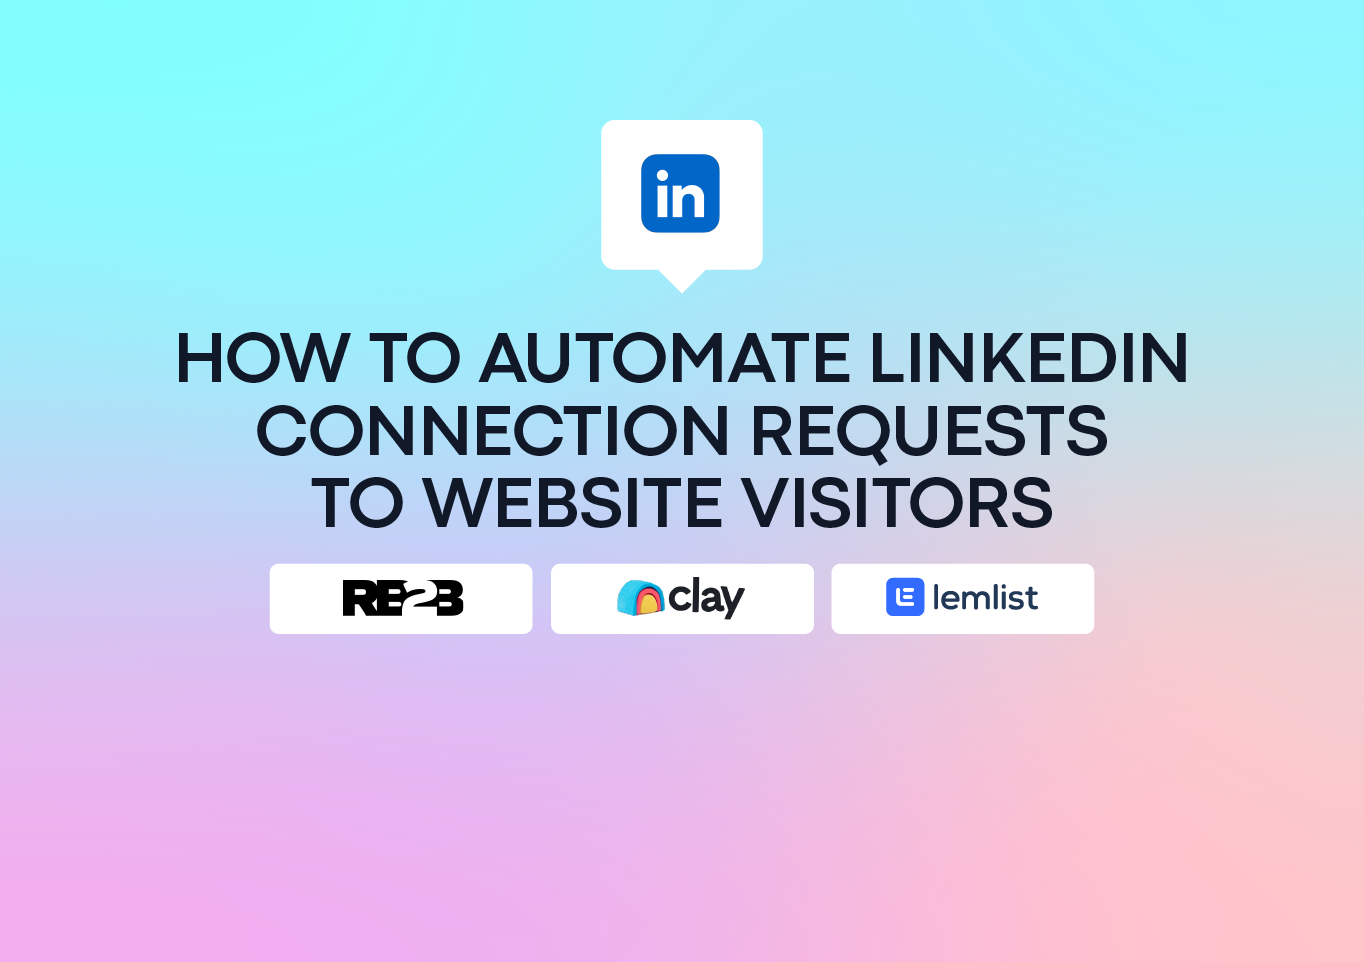 in
HOW TO AUTOMATE LINKEDIN
CONNECTION REQUESTS
TO WEBSITE VISITORS
RB2B
clay
lemlist